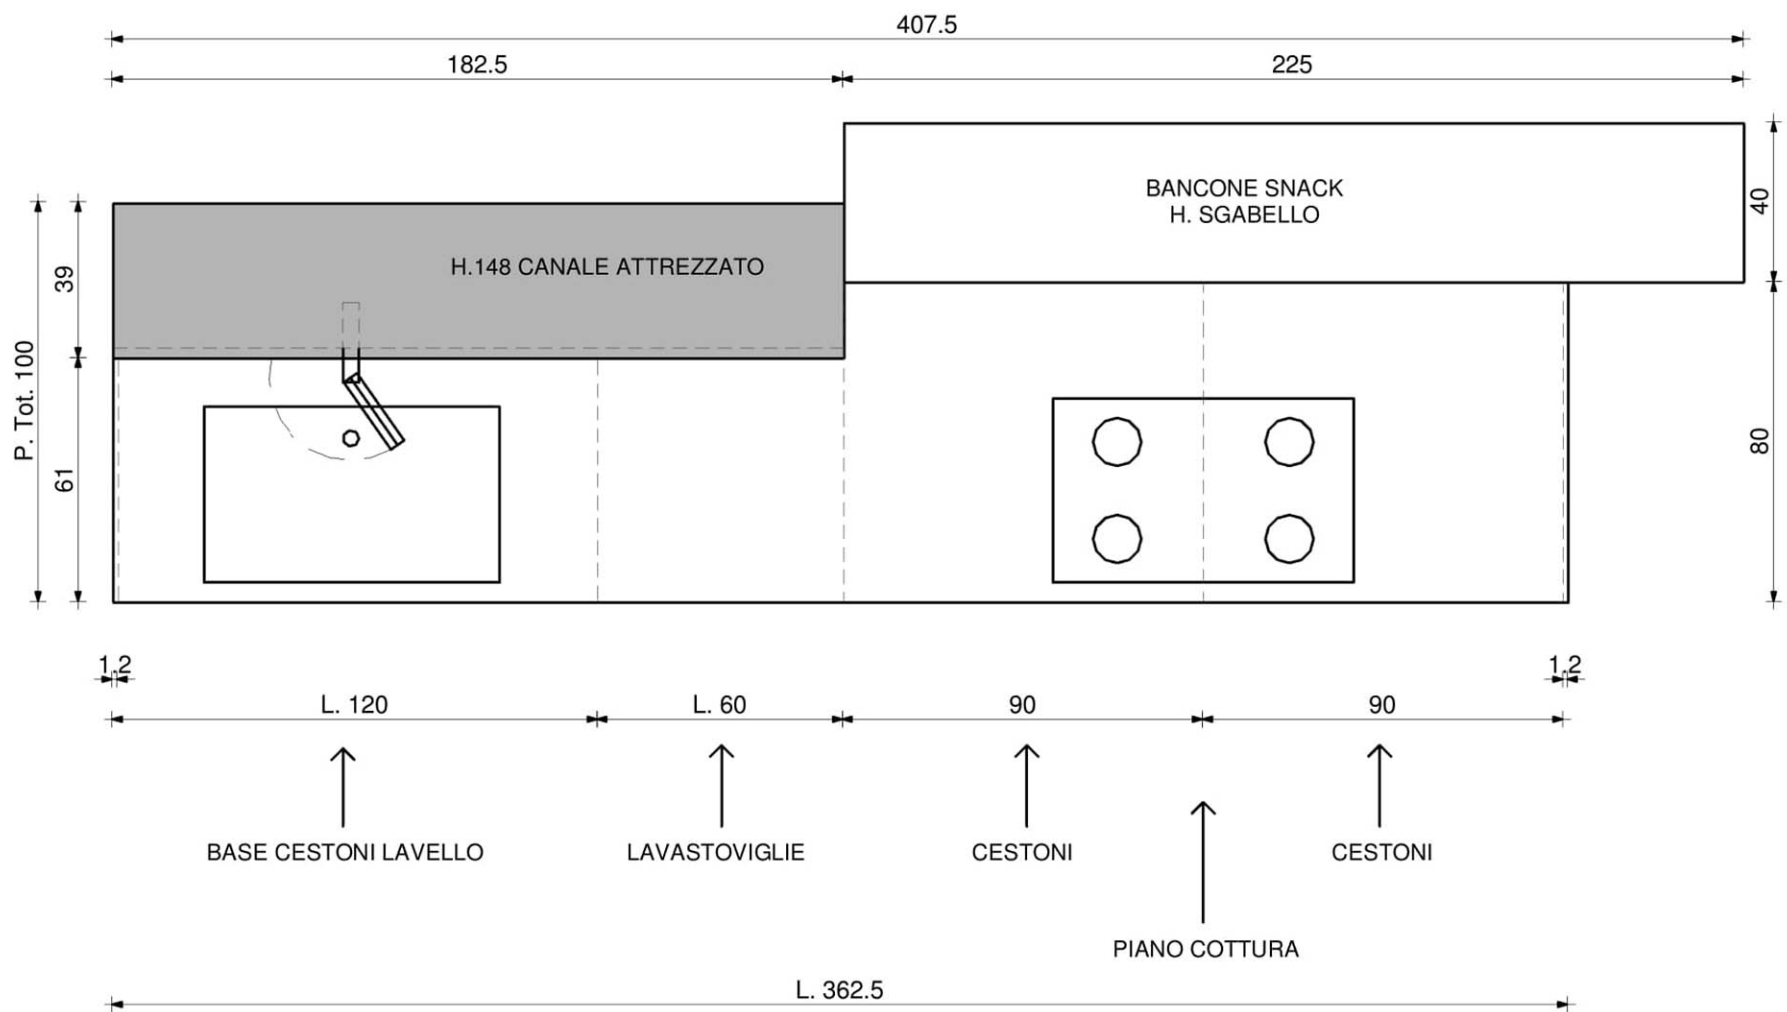 407.5
182.5
225
BANCONE SNACK
H. SGABELLO
40
H.148 CANALE ATTREZZATO
39
P. Tot. 100
61
80
1.2
1.2
L. 120
L. 60
90
90
BASE CESTONI LAVELLO
LAVASTOVIGLIE
CESTONI
CESTONI
PIANO COTTURA
L. 362.5